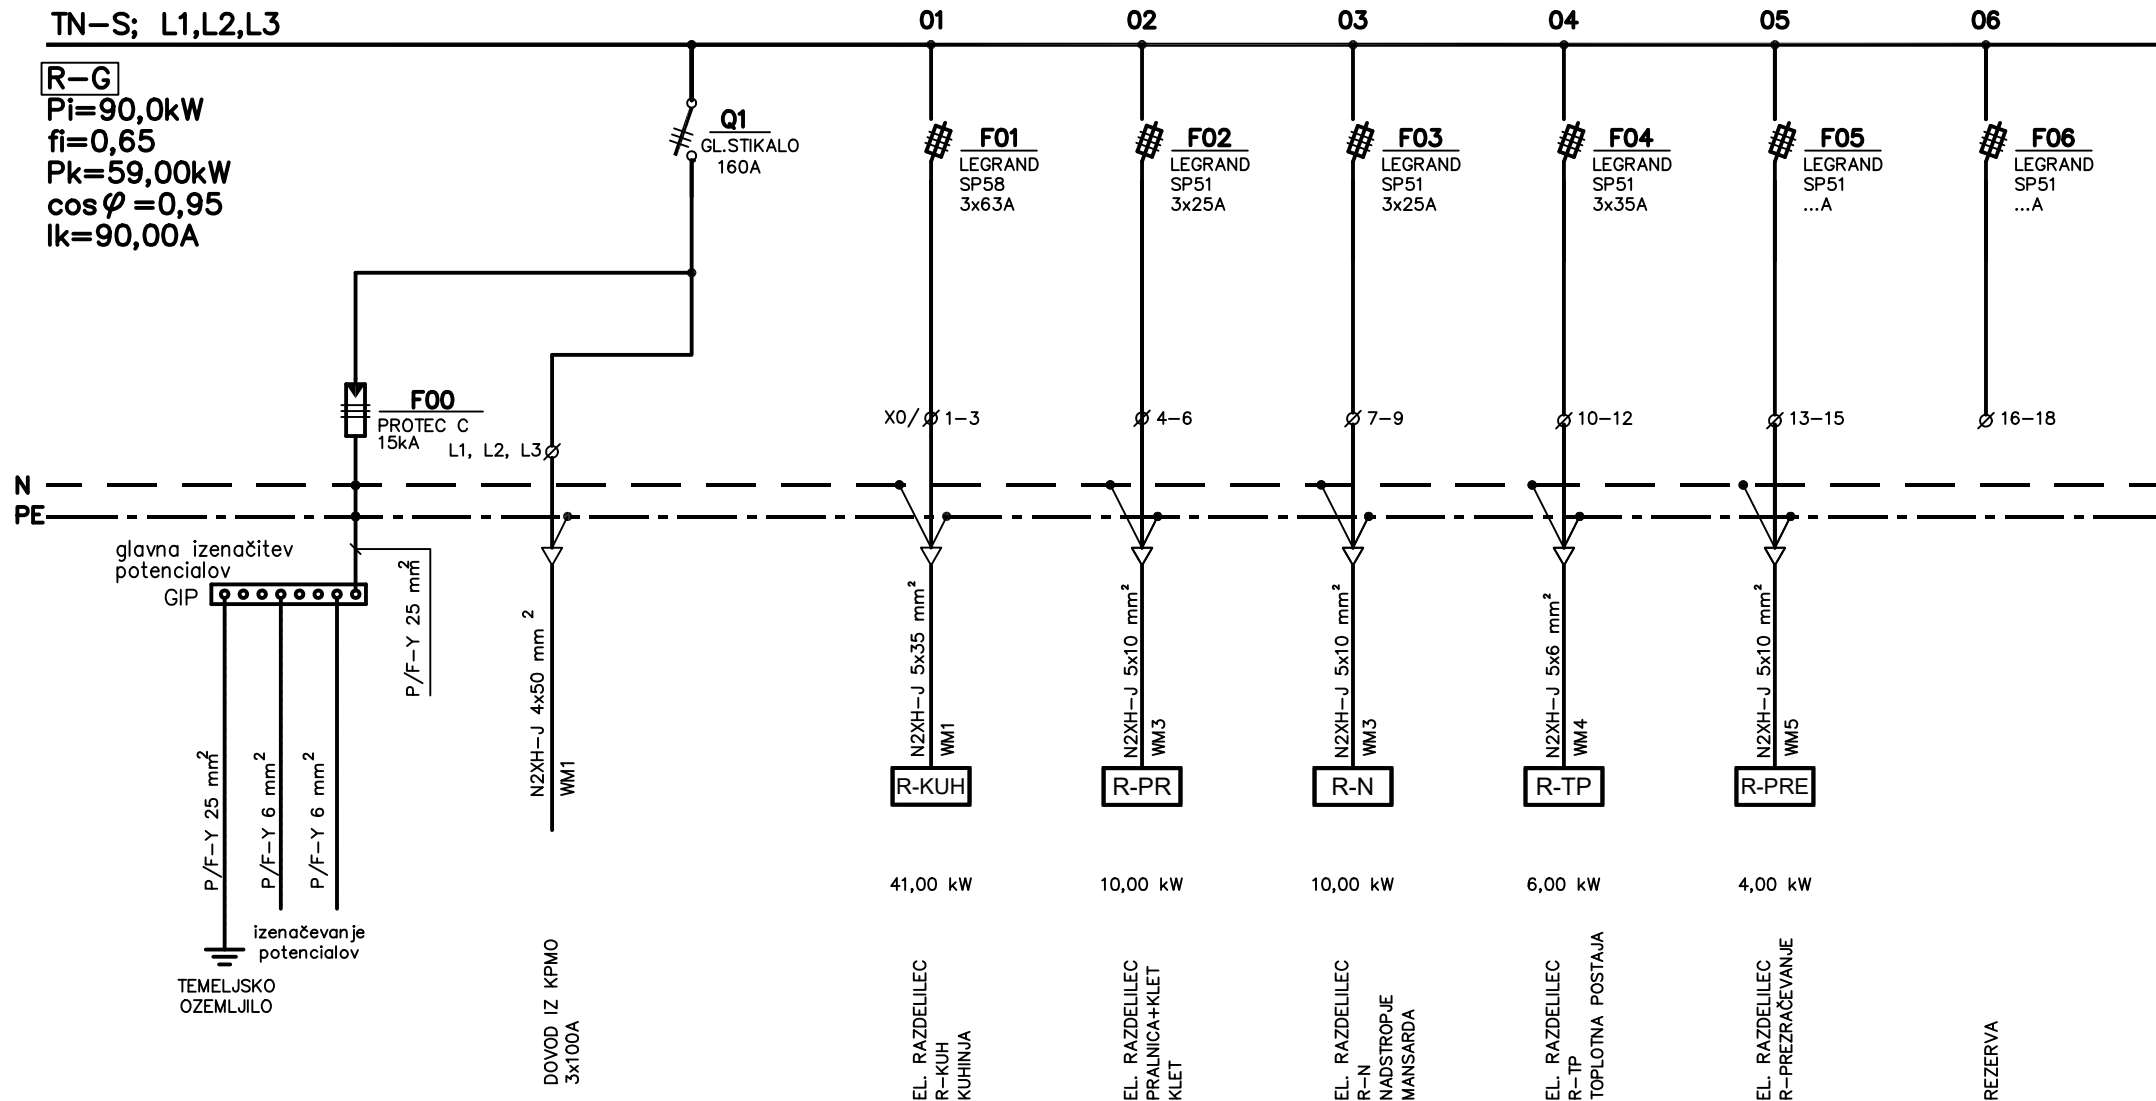 TN-S; L1,L2,L3
01
02
03
04
05
06
R-G
Pi=90,0kW
fi=0,65
Pk=59,00kW
cosφ=0,95
Ik=90,00A
Q1
GL.STIKALO
160A
F01
LEGRAND
SP58
3x63A
F02
LEGRAND
SP51
3x25A
F03
LEGRAND
SP51
3x25A
F04
LEGRAND
SP51
3x35A
F05
LEGRAND
SP51
...A
F06
LEGRAND
SP51
...A
F00
PROTEC C
15kA
L1, L2, L3
X0/ 1-3
4-6
7-9
10-12
13-15
16-18
N
PE
glavna izenačitev
potencialov
GIP
P/F-Y 25 mm²
P/F-Y 25 mm²
P/F-Y 6 mm²
P/F-Y 6 mm²
N2XH-J 4x50 mm²
WM1
N2XH-J 5x35 mm²
WM1
N2XH-J 5x10 mm²
WM3
N2XH-J 5x10 mm²
WM3
N2XH-J 5x6 mm²
WM4
N2XH-J 5x10 mm²
WM5
R-KUH
R-PR
R-N
R-TP
R-PRE
41,00 kW
10,00 kW
10,00 kW
6,00 kW
4,00 kW
izenačevanje
potencialov
TEMELJSKO
OZEMLJILO
DOVOD IZ KPMO
3x100A
EL. RAZDELILEC
R-KUH
KUHINJA
EL. RAZDELILEC
PRALNICA+KLET
KLET
EL. RAZDELILEC
R-N
NADSTROPJE
MANSARDA
EL. RAZDELILEC
R-TP
TOPLOTNA POSTAJA
EL. RAZDELILEC
R-PREZRAČEVANJE
REZERVA